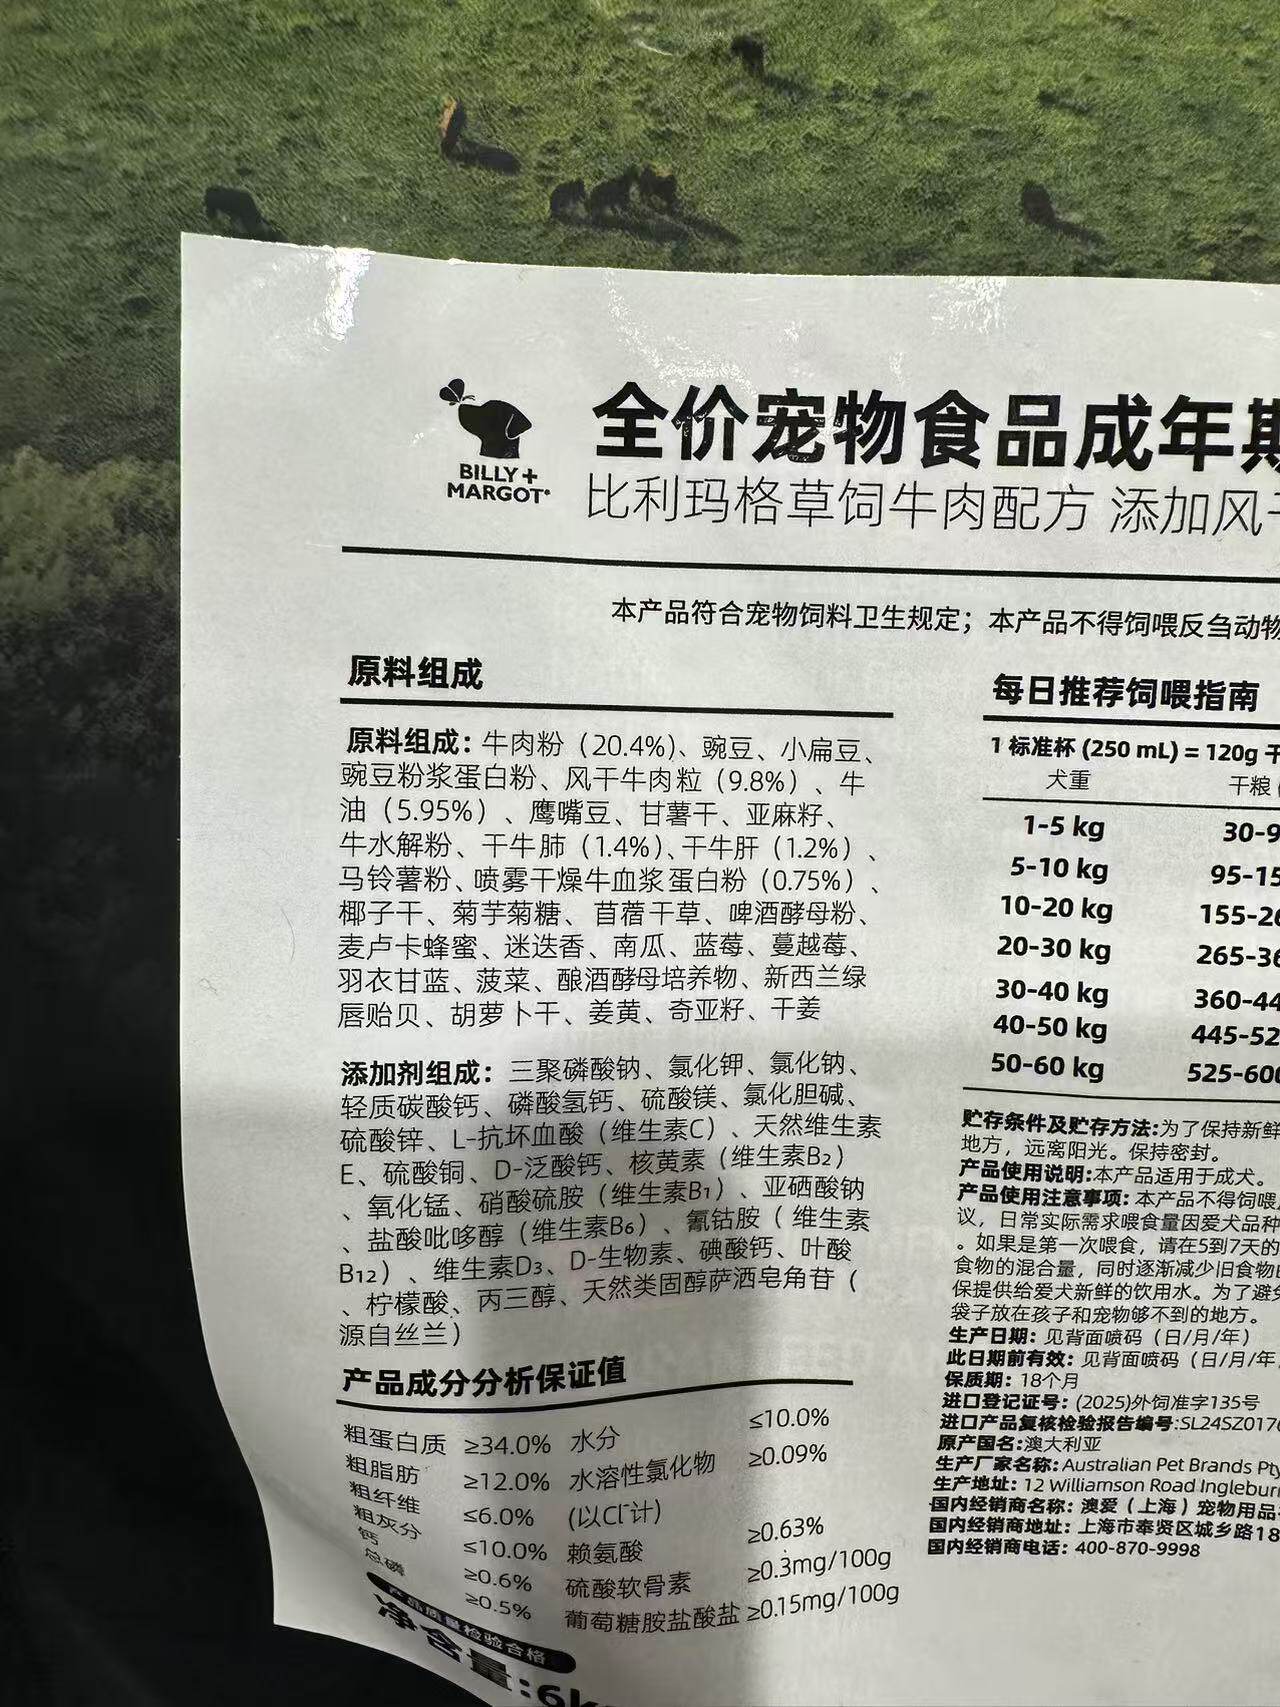 BILLY+
MARGOT
全价宠物食品成年期
比利玛格草饲牛肉配方 添加风干
本产品符合宠物饲料卫生规定；本产品不得饲喂反刍动物
原料组成
原料组成：牛肉粉（20.4%）、豌豆、小扁豆、
豌豆粉浆蛋白粉、风干牛肉粒（9.8%）、牛
油（5.95%）、鹰嘴豆、甘薯干、亚麻籽、
牛水解粉、干牛肺（1.4%）、干牛肝（1.2%）、
马铃薯粉、喷雾干燥牛血浆蛋白粉（0.75%）、
椰子干、菊芋菊糖、苜蓿干草、啤酒酵母粉、
麦卢卡蜂蜜、迷迭香、南瓜、蓝莓、蔓越莓、
羽衣甘蓝、菠菜、酿酒酵母培养物、新西兰绿
唇贻贝、胡萝卜干、姜黄、奇亚籽、干姜
添加剂组成：三聚磷酸钠、氯化钾、氯化钠、
轻质碳酸钙、磷酸氢钙、硫酸镁、氯化胆碱、
硫酸锌、L-抗坏血酸（维生素C）、天然维生素
E、硫酸铜、D-泛酸钙、核黄素（维生素B₂）
、氧化锰、硝酸硫胺（维生素B₁）、亚硒酸钠
、盐酸吡哆醇（维生素B₆）、氰钴胺（维生素
B₁₂）、维生素D₃、D-生物素、碘酸钙、叶酸
、柠檬酸、丙三醇、天然类固醇萨洒皂角苷（
源自丝兰）
产品成分分析保证值
粗蛋白质 ≥34.0% 水分 ≤10.0%
粗脂肪 ≥12.0% 水溶性氯化物 ≥0.09%
粗纤维 ≤6.0% (以Cl⁻计)
粗灰分 ≤10.0% 赖氨酸 ≥0.63%
钙 ≥0.6% 硫酸软骨素 ≥0.3mg/100g
总磷 ≥0.5% 葡萄糖胺盐酸盐 ≥0.15mg/100g
产品质量检验合格
净含量:6k
每日推荐饲喂指南
1 标准杯 (250 mL) = 120g 干
犬重 干粮 (
1-5 kg 30-9
5-10 kg 95-15
10-20 kg 155-26
20-30 kg 265-36
30-40 kg 360-44
40-50 kg 445-52
50-60 kg 525-600
贮存条件及贮存方法:为了保持新鲜
地方，远离阳光。保持密封。
产品使用说明:本产品适用于成犬。
产品使用注意事项: 本产品不得饲喂
议，日常实际需求喂食量因爱犬品种
。如果是第一次喂食，请在5到7天的
食物的混合量，同时逐渐减少旧食物
保提供给爱犬新鲜的饮用水。为了避免
袋子放在孩子和宠物够不到的地方。
生产日期: 见背面喷码（日/月/年）
此日期前有效: 见背面喷码（日/月/年
保质期: 18个月
进口登记证号: (2025)外饲准字135号
进口产品复核检验报告编号:SL24SZ0176
原产国名:澳大利亚
生产厂家名称: Australian Pet Brands Pty
生产地址: 12 Williamson Road Inglebur
国内经销商名称: 澳爱（上海）宠物用品
国内经销商地址: 上海市奉贤区城乡路18
国内经销商电话: 400-870-9998